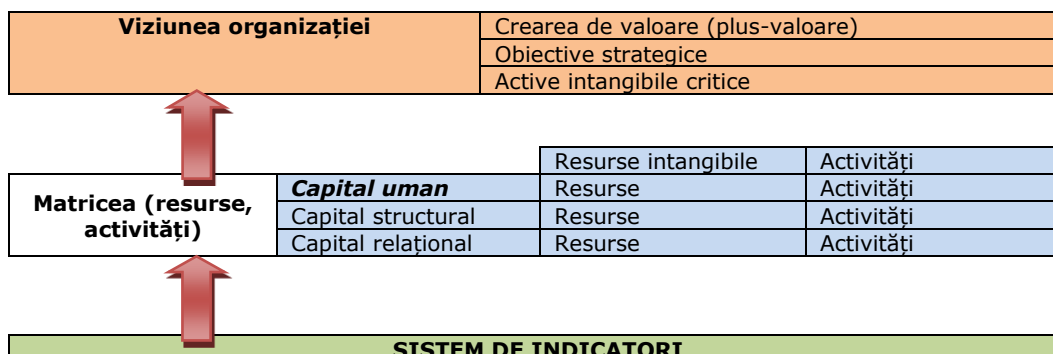 Viziunea organizației Crearea de valoare (plus-valoare)
Obiective strategice
Active intangibile critice
Resurse intangibile Activități
Matricea (resurse, activități)
Capital uman Resurse Activități
Capital structural Resurse Activități
Capital relațional Resurse Activități
SISTEM DE INDICATORI